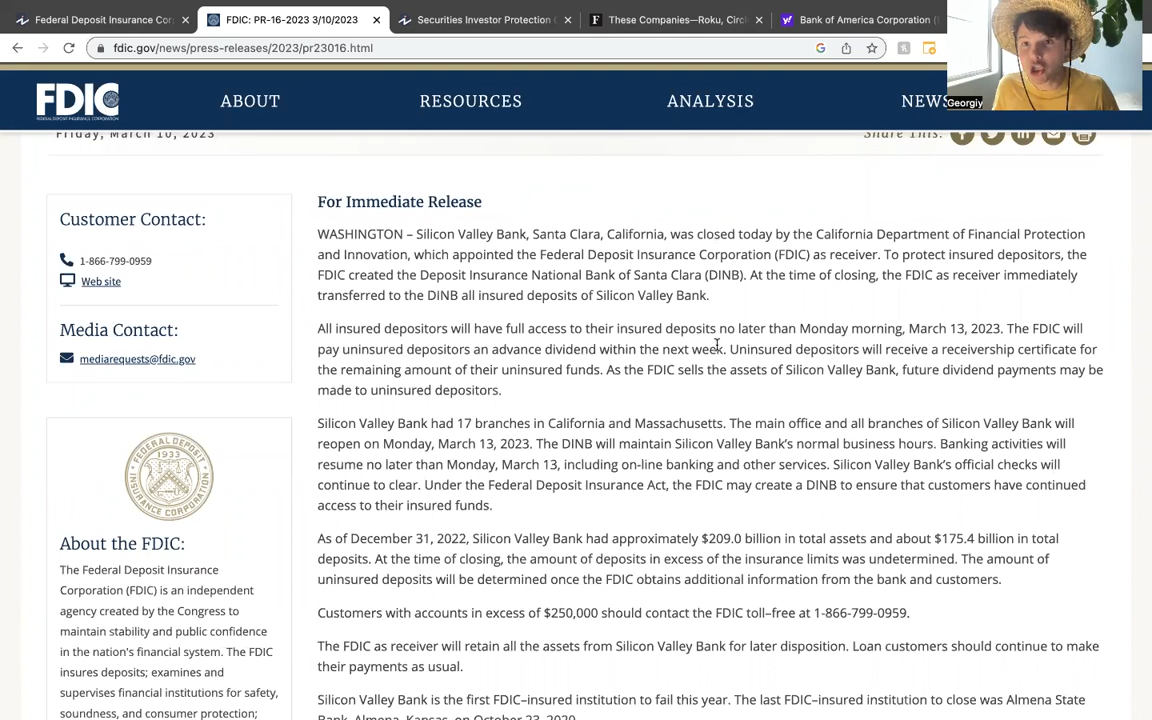 Federal Deposit Insurance Cor
FDIC: PR-16-2023 3/10/2023
Securities Investor Protection C
These Companies—Roku, Circl
Bank of America Corporation (
fdic.gov/news/press-releases/2023/pr23016.html
Georgiy
FDIC
FEDERAL DEPOSIT INSURANCE CORPORATION
ABOUT
RESOURCES
ANALYSIS
NEWS
Friday, March 10, 2023
Share This:
Customer Contact:
1-866-799-0959
Web site
Media Contact:
mediarequests@fdic.gov
FEDERAL DEPOSIT
1933
INSURANCE CORPORATION
About the FDIC:
The Federal Deposit Insurance
Corporation (FDIC) is an independent
agency created by the Congress to
maintain stability and public confidence
in the nation's financial system. The FDIC
insures deposits; examines and
supervises financial institutions for safety,
soundness, and consumer protection;
For Immediate Release
WASHINGTON – Silicon Valley Bank, Santa Clara, California, was closed today by the California Department of Financial Protection
and Innovation, which appointed the Federal Deposit Insurance Corporation (FDIC) as receiver. To protect insured depositors, the
FDIC created the Deposit Insurance National Bank of Santa Clara (DINB). At the time of closing, the FDIC as receiver immediately
transferred to the DINB all insured deposits of Silicon Valley Bank.
All insured depositors will have full access to their insured deposits no later than Monday morning, March 13, 2023. The FDIC will
pay uninsured depositors an advance dividend within the next week. Uninsured depositors will receive a receivership certificate for
the remaining amount of their uninsured funds. As the FDIC sells the assets of Silicon Valley Bank, future dividend payments may be
made to uninsured depositors.
Silicon Valley Bank had 17 branches in California and Massachusetts. The main office and all branches of Silicon Valley Bank will
reopen on Monday, March 13, 2023. The DINB will maintain Silicon Valley Bank's normal business hours. Banking activities will
resume no later than Monday, March 13, including on-line banking and other services. Silicon Valley Bank's official checks will
continue to clear. Under the Federal Deposit Insurance Act, the FDIC may create a DINB to ensure that customers have continued
access to their insured funds.
As of December 31, 2022, Silicon Valley Bank had approximately $209.0 billion in total assets and about $175.4 billion in total
deposits. At the time of closing, the amount of deposits in excess of the insurance limits was undetermined. The amount of
uninsured deposits will be determined once the FDIC obtains additional information from the bank and customers.
Customers with accounts in excess of $250,000 should contact the FDIC toll–free at 1-866-799-0959.
The FDIC as receiver will retain all the assets from Silicon Valley Bank for later disposition. Loan customers should continue to make
their payments as usual.
Silicon Valley Bank is the first FDIC–insured institution to fail this year. The last FDIC–insured institution to close was Almena State
Bank, Almena, Kansas, on October 23, 2020.